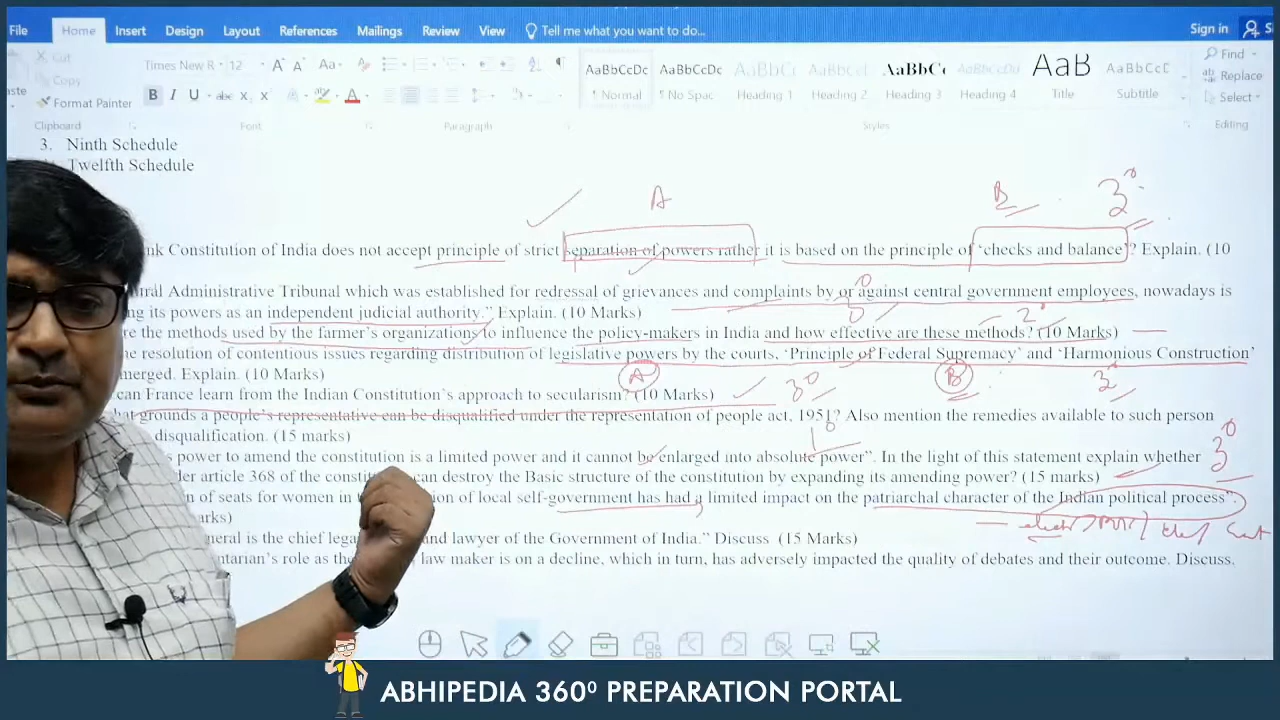 File Home Insert Design Layout References Mailings Review View Tell me what you want to do... Sign in
Cut Times New R 12 Aa AaBbCcDc AaBbCcDc AaBbCc AaBbCcD AaBbCc AaBbCcDc AaB AaBbCcD Find
Copy ¶ Normal ¶ No Spac Heading 1 Heading 2 Heading 3 Heading 4 Title Subtitle Replace
Format Painter B I U abc x x A Select
Clipboard Font Paragraph Styles Editing
3. Ninth Schedule
Twelfth Schedule
A B 3
Constitution of India does not accept principle of strict separation of powers rather it is based on the principle of ‘checks and balance’? Explain. (10
Administrative Tribunal which was established for redressal of grievances and complaints by or against central government employees, nowadays is
its powers as an independent judicial authority.” Explain. (10 Marks)
the methods used by the farmer’s organizations to influence the policy-makers in India and how effective are these methods? (10 Marks)
the resolution of contentious issues regarding distribution of legislative powers by the courts, ‘Principle of Federal Supremacy’ and ‘Harmonious Construction’
emerged. Explain. (10 Marks) A B
can France learn from the Indian Constitution’s approach to secularism? (10 Marks) 3 3
grounds a people’s representative can be disqualified under the representation of people act, 1951? Also mention the remedies available to such person
disqualification. (15 marks)
power to amend the constitution is a limited power and it cannot be enlarged into absolute power”. In the light of this statement explain whether 3
article 368 of the can destroy the Basic structure of the constitution by expanding its amending power? (15 marks)
of seats for women in of local self-government has had a limited impact on the patriarchal character of the Indian political process”.
is the chief and lawyer of the Government of India.” Discuss (15 Marks)
role as the law maker is on a decline, which in turn, has adversely impacted the quality of debates and their outcome. Discuss.
ABHIPEDIA 360⁰ PREPARATION PORTAL